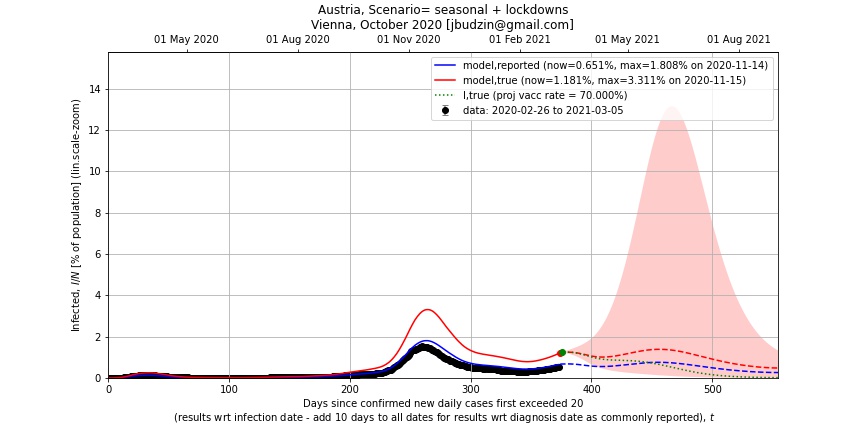 Austria, Scenario= seasonal + lockdowns
Vienna, October 2020 [jbudzin@gmail.com]
01 May 2020 01 Aug 2020 01 Nov 2020 01 Feb 2021 01 May 2021 01 Aug 2021
model,reported (now=0.651%, max=1.808% on 2020-11-14)
model,true (now=1.181%, max=3.311% on 2020-11-15)
I,true (proj vacc rate = 70.000%)
data: 2020-02-26 to 2021-03-05
Infected, I/N [% of population] (lin.scale-zoom)
14
12
10
8
6
4
2
0
0 100 200 300 400 500
Days since confirmed new daily cases first exceeded 20
(results wrt infection date - add 10 days to all dates for results wrt diagnosis date as commonly reported), t